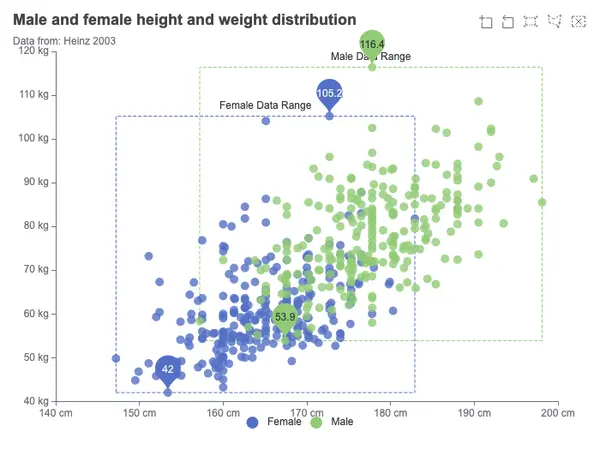 Male and female height and weight distribution
Data from: Heinz 2003
120 kg
116.4
Male Data Range
110 kg
105.2
Female Data Range
100 kg
90 kg
80 kg
70 kg
60 kg
53.9
50 kg
42
40 kg
140 cm 150 cm 160 cm 170 cm 180 cm 190 cm 200 cm
Female Male